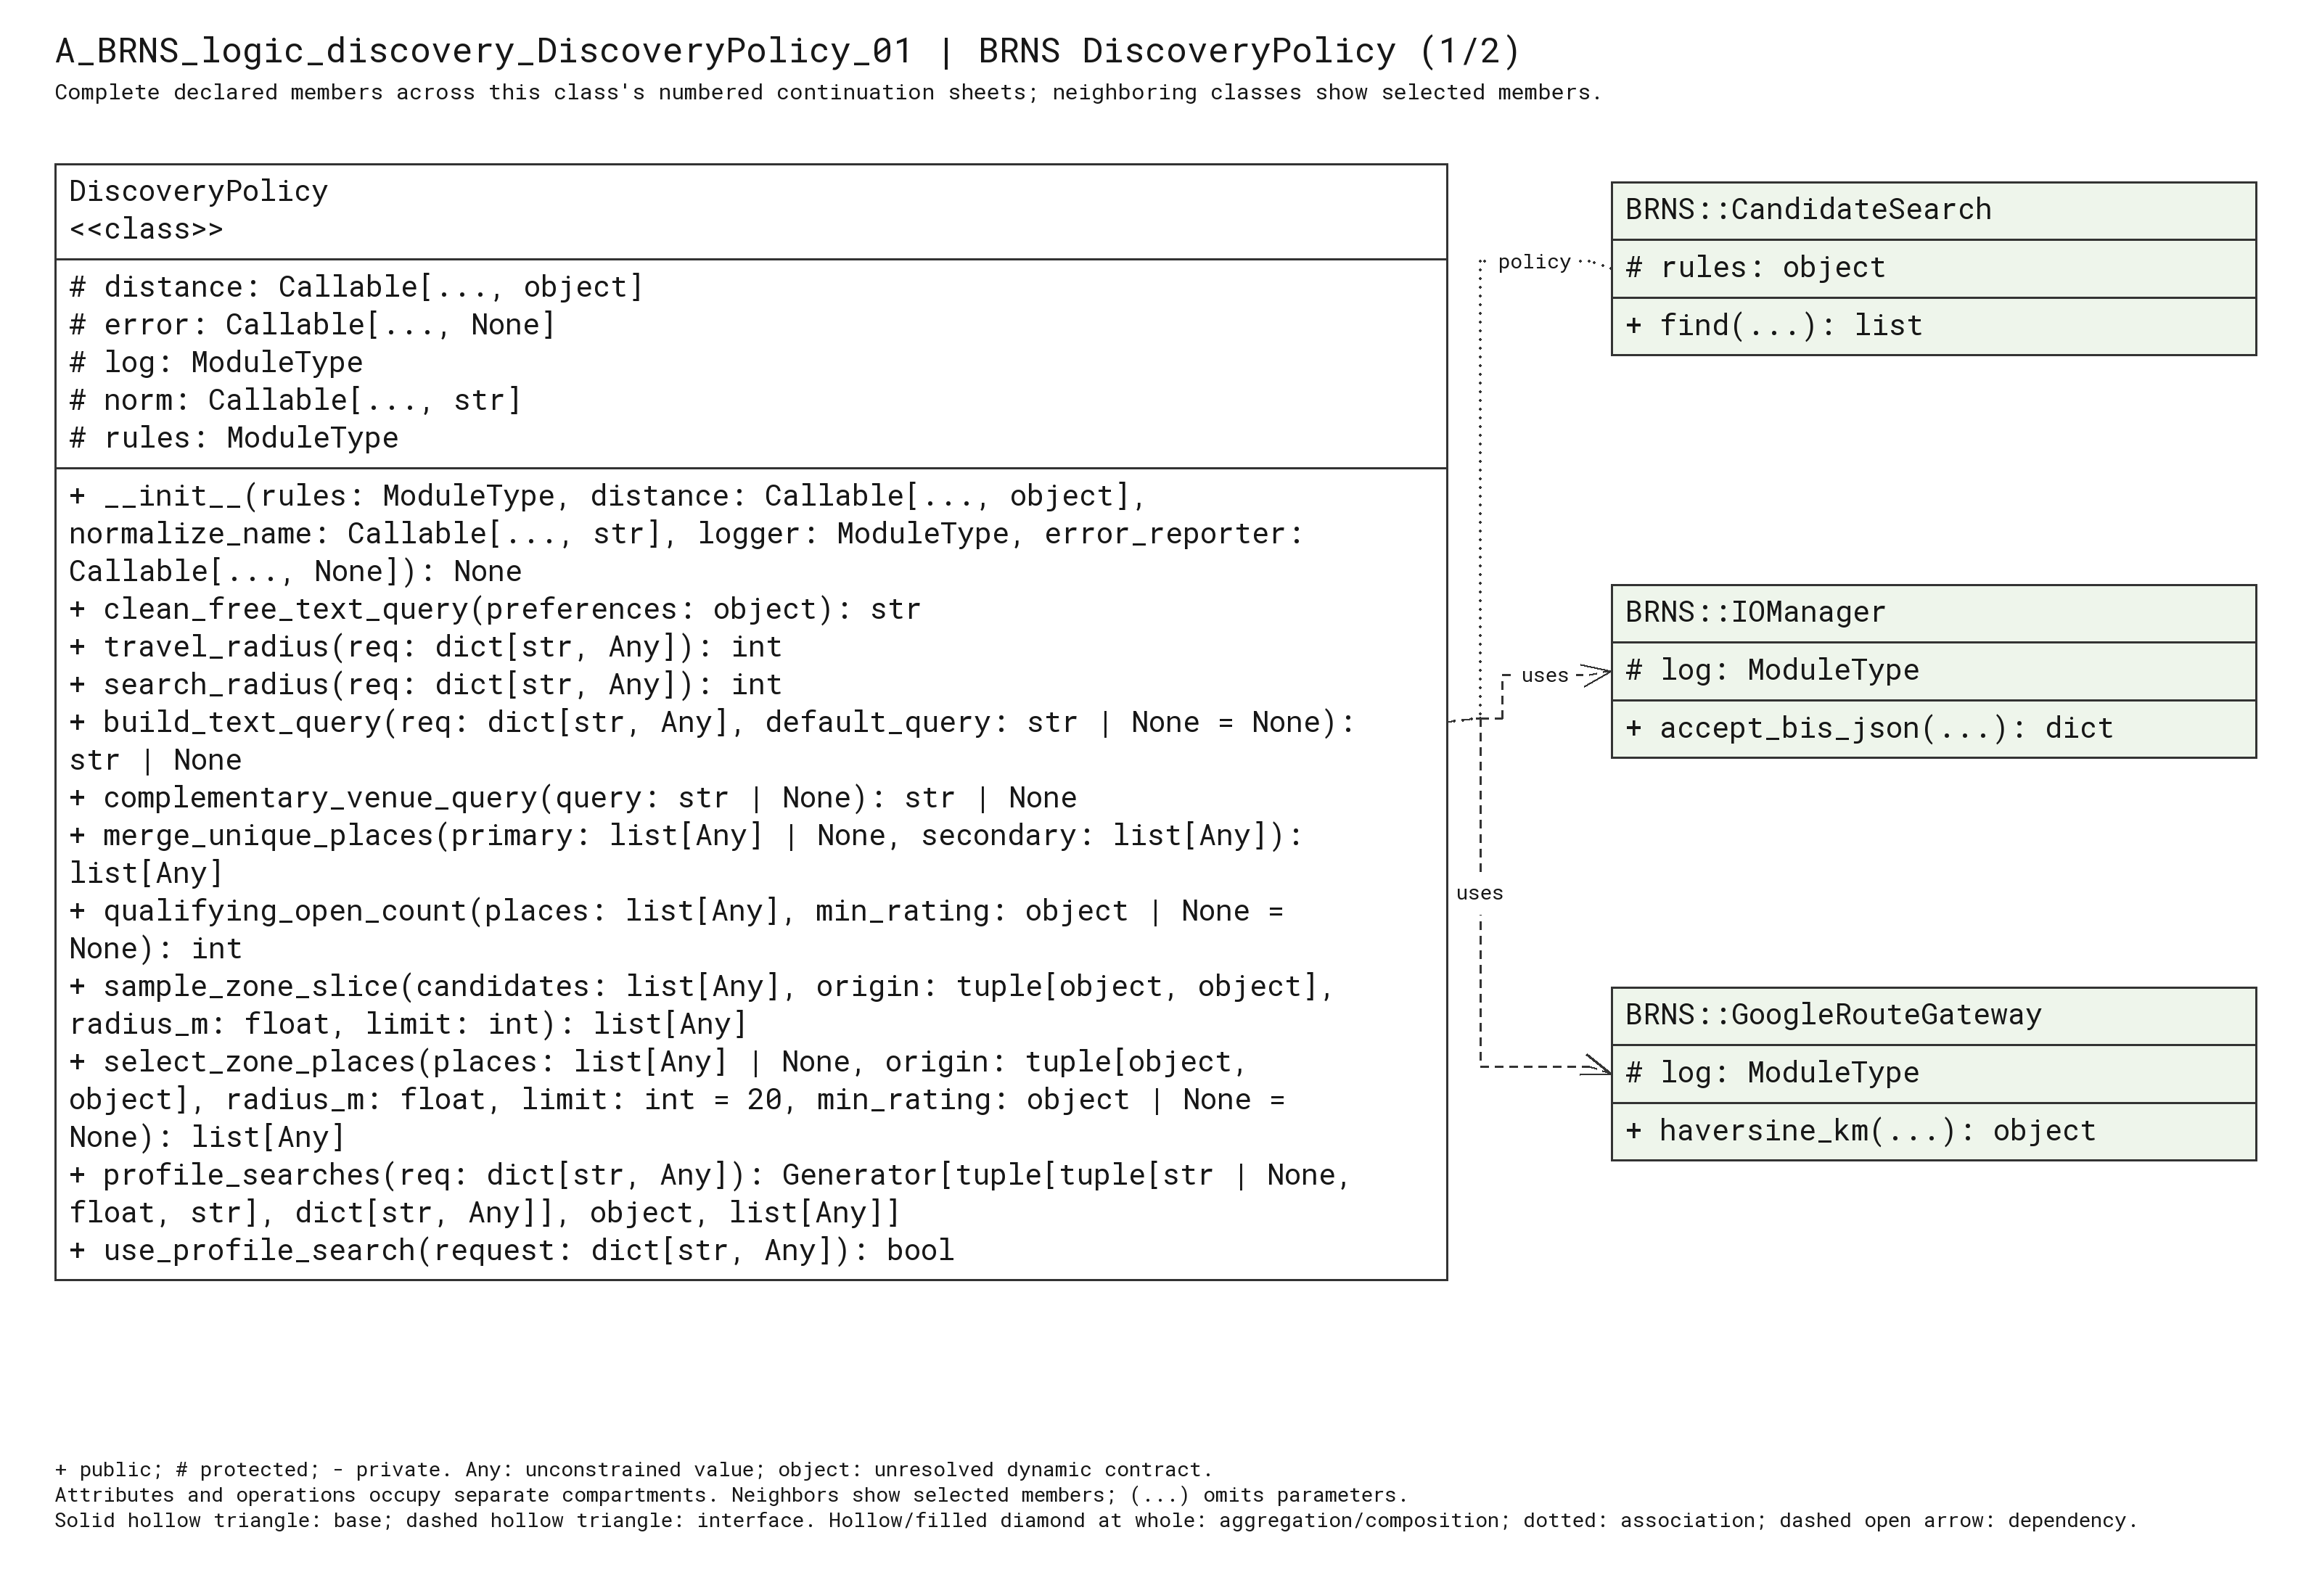 A_BRNS_logic_discovery_DiscoveryPolicy_01 | BRNS DiscoveryPolicy (1/2)
Complete declared members across this class's numbered continuation sheets; neighboring classes show selected members.
DiscoveryPolicy
<<class>>
# distance: Callable[..., object]
# error: Callable[..., None]
# log: ModuleType
# norm: Callable[..., str]
# rules: ModuleType
+ __init__(rules: ModuleType, distance: Callable[..., object],
normalize_name: Callable[..., str], logger: ModuleType, error_reporter:
Callable[..., None]): None
+ clean_free_text_query(preferences: object): str
+ travel_radius(req: dict[str, Any]): int
+ search_radius(req: dict[str, Any]): int
+ build_text_query(req: dict[str, Any], default_query: str | None = None):
str | None
+ complementary_venue_query(query: str | None): str | None
+ merge_unique_places(primary: list[Any] | None, secondary: list[Any]):
list[Any]
+ qualifying_open_count(places: list[Any], min_rating: object | None =
None): int
+ sample_zone_slice(candidates: list[Any], origin: tuple[object, object],
radius_m: float, limit: int): list[Any]
+ select_zone_places(places: list[Any] | None, origin: tuple[object,
object], radius_m: float, limit: int = 20, min_rating: object | None =
None): list[Any]
+ profile_searches(req: dict[str, Any]): Generator[tuple[tuple[str | None,
float, str], dict[str, Any]], object, list[Any]]
+ use_profile_search(request: dict[str, Any]): bool
policy
uses
uses
BRNS::CandidateSearch
# rules: object
+ find(...): list
BRNS::IOManager
# log: ModuleType
+ accept_bis_json(...): dict
BRNS::GoogleRouteGateway
# log: ModuleType
+ haversine_km(...): object
+ public; # protected; - private. Any: unconstrained value; object: unresolved dynamic contract.
Attributes and operations occupy separate compartments. Neighbors show selected members; (...) omits parameters.
Solid hollow triangle: base; dashed hollow triangle: interface. Hollow/filled diamond at whole: aggregation/composition; dotted: association; dashed open arrow: dependency.